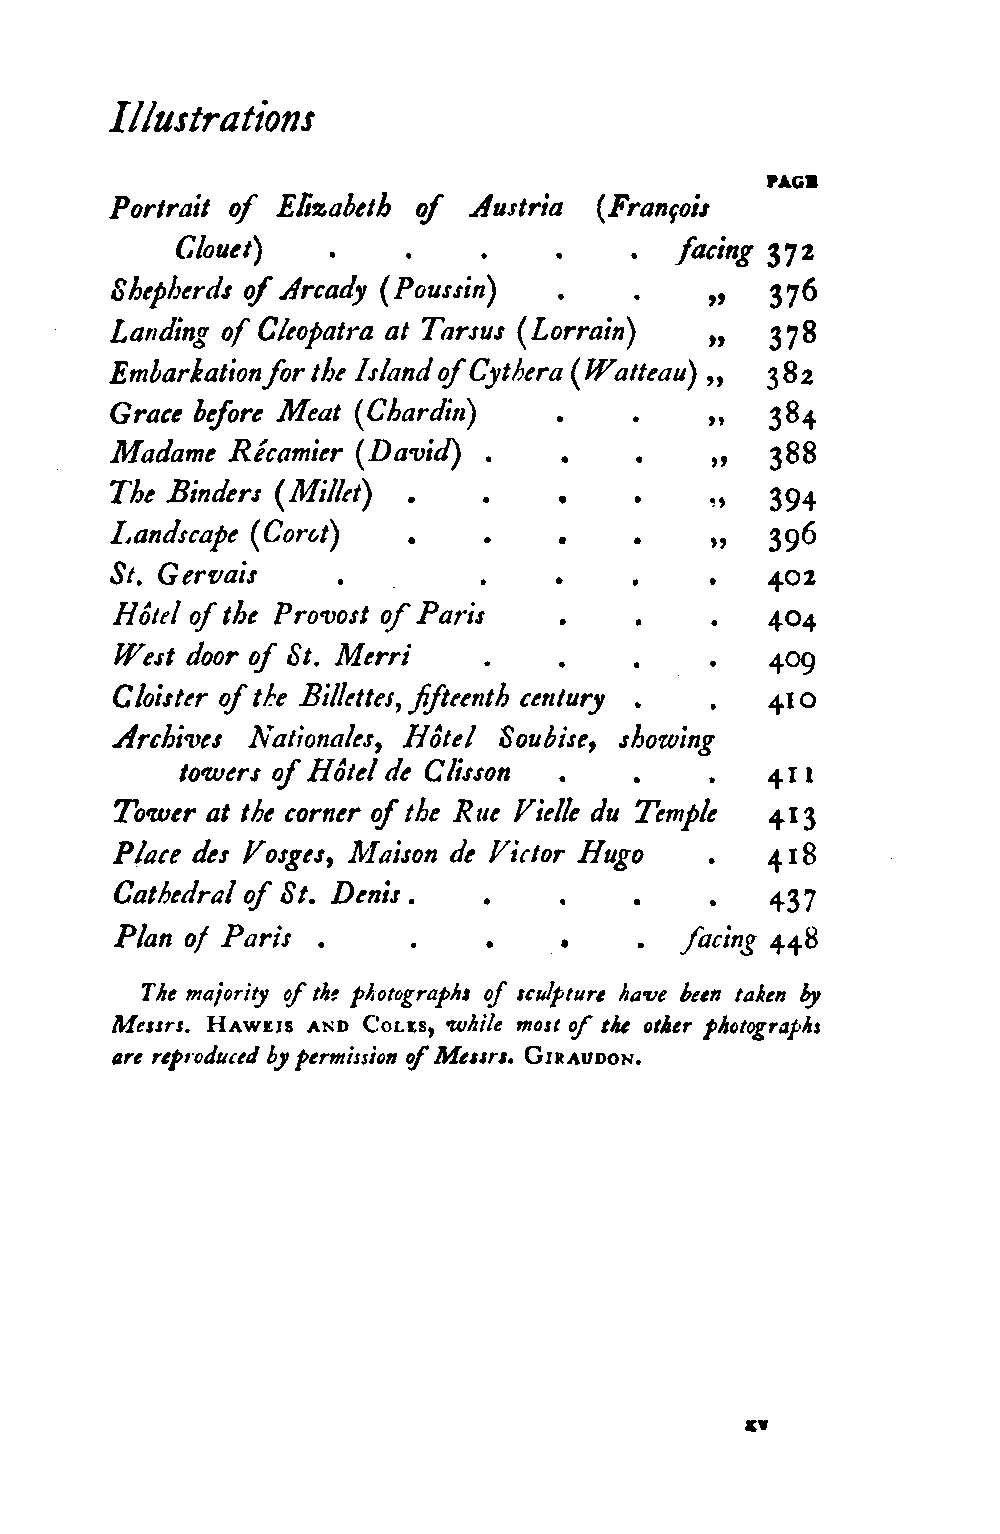 Illustrations
PAGE
Portrait of Elizabeth of Austria (François
Clouet) . . . . . facing 372
Shepherds of Arcady (Poussin) . . „ 376
Landing of Cleopatra at Tarsus (Lorrain) „ 378
Embarkation for the Island of Cythera (Watteau) „ 382
Grace before Meat (Chardin) . . „ 384
Madame Récamier (David) . . . „ 388
The Binders (Millet) . . . . „ 394
Landscape (Corot) . . . . „ 396
St. Gervais . . . . . 402
Hôtel of the Provost of Paris . . . 404
West door of St. Merri . . . . 409
Cloister of the Billettes, fifteenth century . . 410
Archives Nationales, Hôtel Soubise, showing
towers of Hôtel de Clisson . . . 411
Tower at the corner of the Rue Vielle du Temple 413
Place des Vosges, Maison de Victor Hugo . 418
Cathedral of St. Denis . . . . . 437
Plan of Paris . . . . . facing 448
The majority of the photographs of sculpture have been taken by
Messrs. HAWEIS AND COLES, while most of the other photographs
are reproduced by permission of Messrs. GIRAUDON.
xv